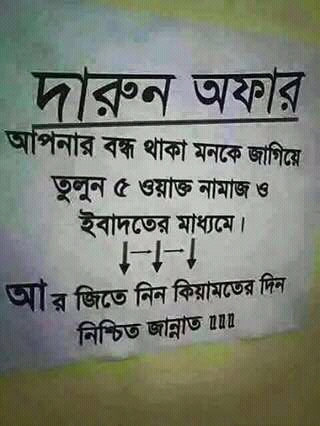 দারুন অফার
আপনার বন্ধ থাকা মনকে জাগিয়ে
তুলুন ৫ ওয়াক্ত নামাজ ও
ইবাদতের মাধ্যমে।
↓→↓→↓
আর জিতে নিন কিয়ামতের দিন
নিশ্চিত জান্নাত !!!